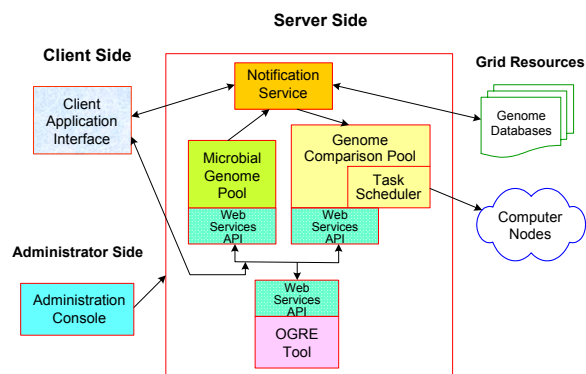 Server Side
Client Side
Grid Resources
Notification
Service
Client
Application
Interface
Genome
Databases
Microbial
Genome
Pool
Genome
Comparison Pool
Task
Scheduler
Web
Services
API
Web
Services
API
Computer
Nodes
Administrator Side
Administration
Console
Web
Services
API
OGRE
Tool